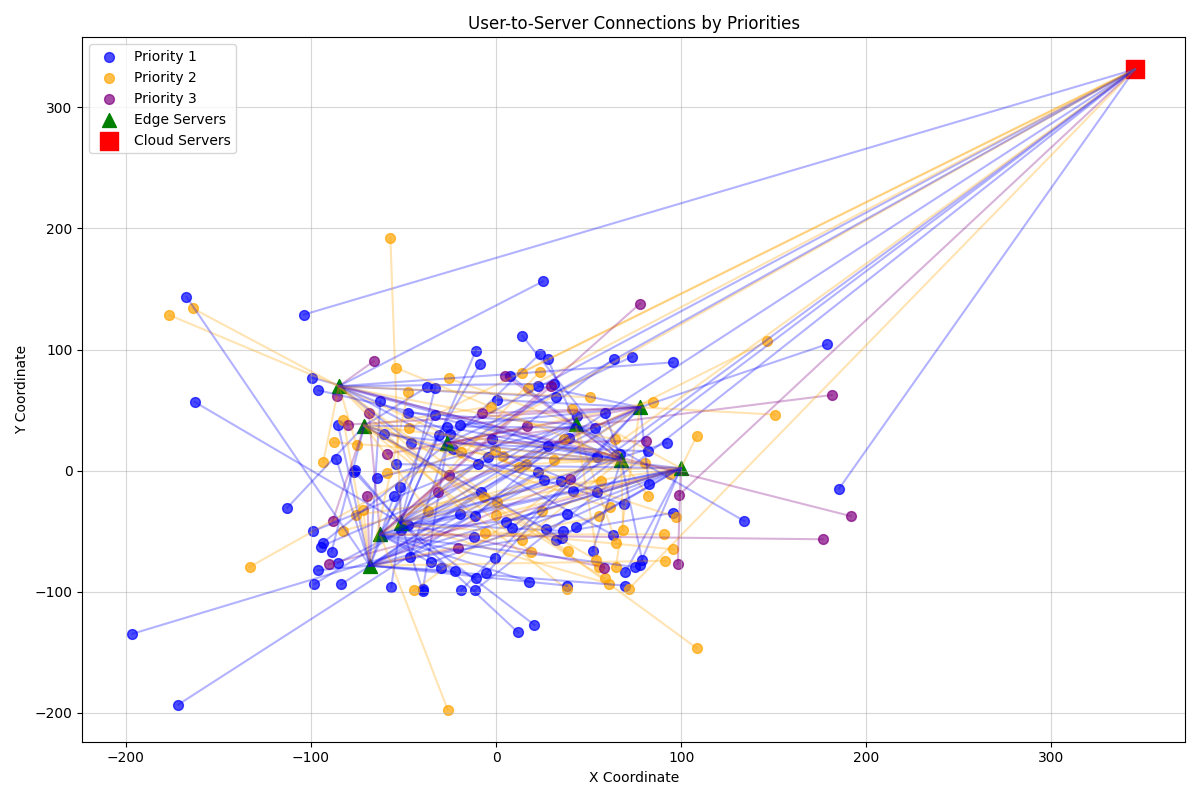 User-to-Server Connections by Priorities
Priority 1
Priority 2
Priority 3
Edge Servers
Cloud Servers
300
200
100
0
−100
−200
Y Coordinate
−200
−100
0
100
200
300
X Coordinate